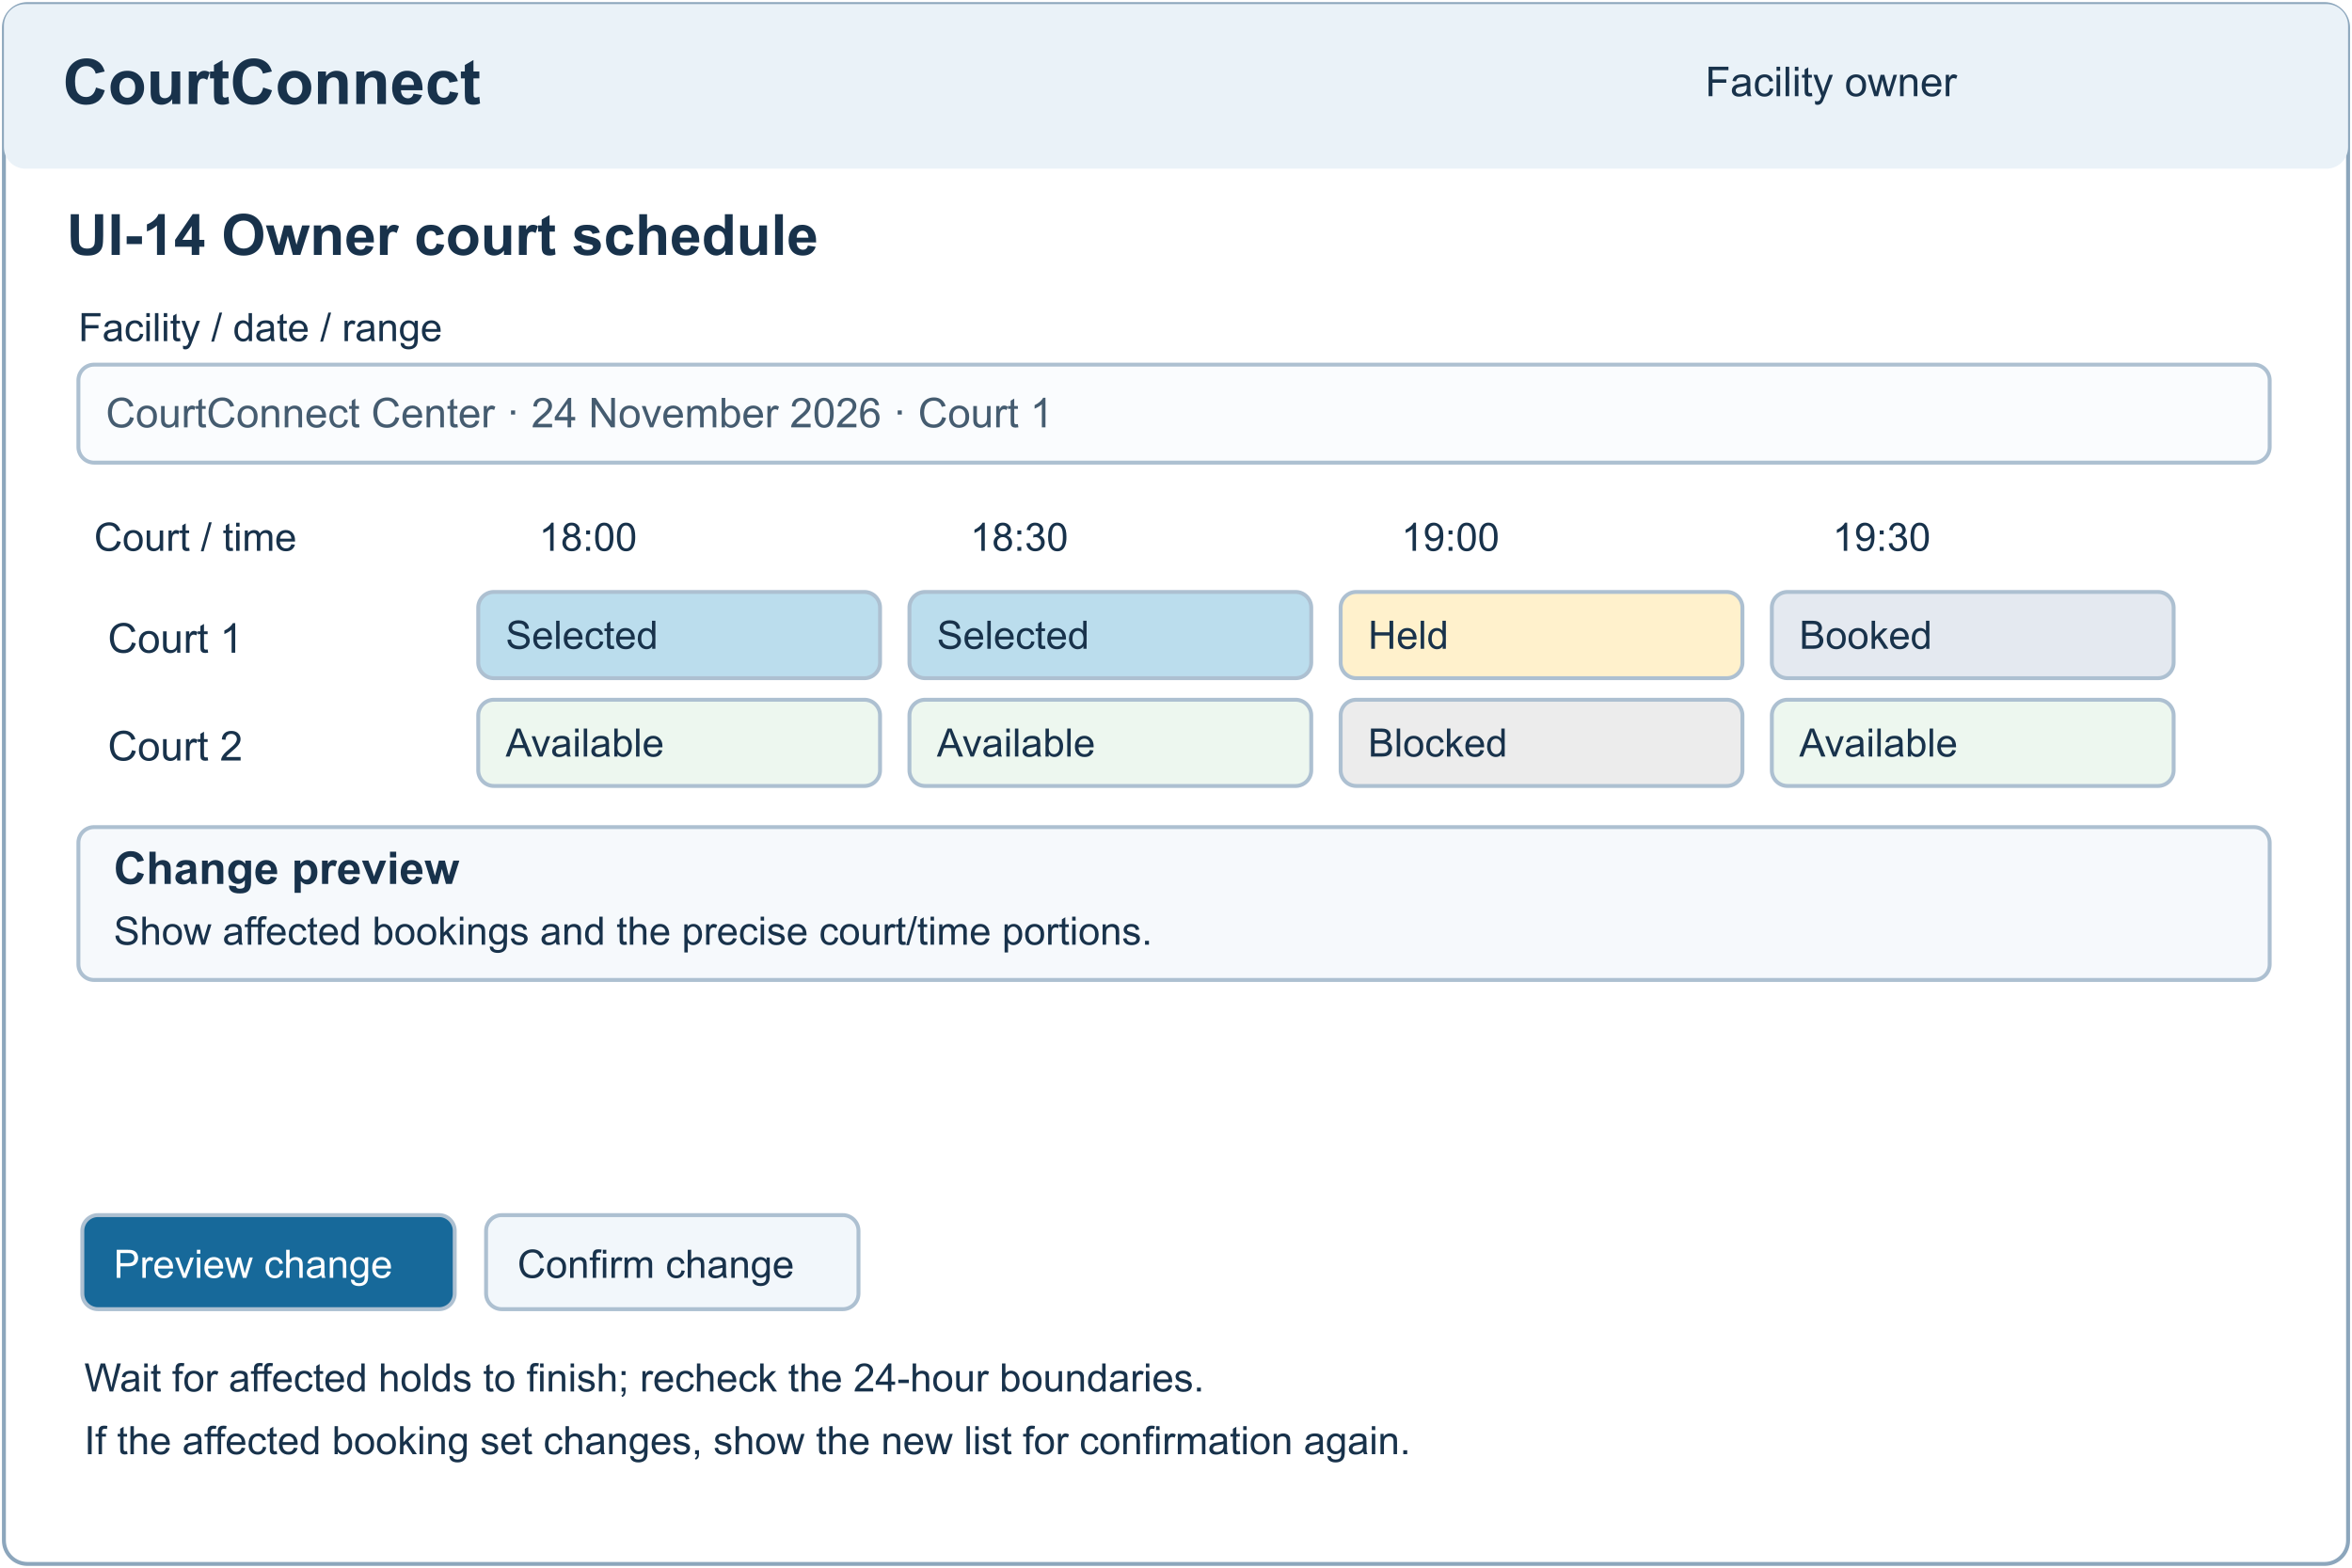 CourtConnect Facility owner
UI-14 Owner court schedule
Facility / date / range
CourtConnect Center · 24 November 2026 · Court 1
Court / time 18:00 18:30 19:00 19:30
Court 1 Selected Selected Held Booked
Court 2 Available Available Blocked Available
Change preview
Show affected bookings and the precise court/time portions.
Preview change Confirm change
Wait for affected holds to finish; recheck the 24-hour boundaries.
If the affected booking set changes, show the new list for confirmation again.